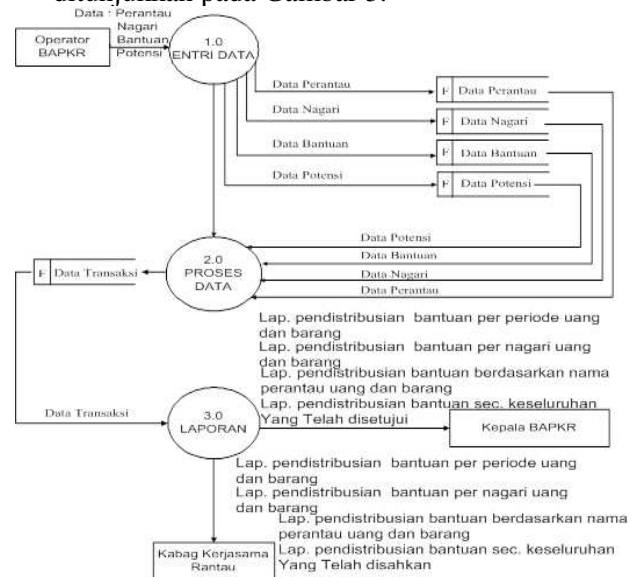 ditunjukkan pada Gambar 3.
Data : Perantau
Nagari
Bantuan
Potensi
Operator
BAPKR
1.0
ENTRI DATA
Data Perantau
F Data Perantau
Data Nagari
F Data Nagari
Data Bantuan
F Data Bantuan
Data Potensi
F Data Potensi
Data Potensi
Data Bantuan
Data Nagari
Data Perantau
2.0
PROSES
DATA
F Data Transaksi
Lap. pendistribusian bantuan per periode uang
dan barang
Lap. pendistribusian bantuan per nagari uang
dan barang
Lap. pendistribusian bantuan berdasarkan nama
perantau uang dan barang
Lap. pendistribusian bantuan sec. keseluruhan
Yang Telah disetujui
Data Transaksi
3.0
LAPORAN
Kepala BAPKR
Lap. pendistribusian bantuan per periode uang
dan barang
Lap. pendistribusian bantuan per nagari uang
dan barang
Lap. pendistribusian bantuan berdasarkan nama
perantau uang dan barang
Lap. pendistribusian bantuan sec. keseluruhan
Yang Telah disahkan
Kabag Kerjasama
Rantau